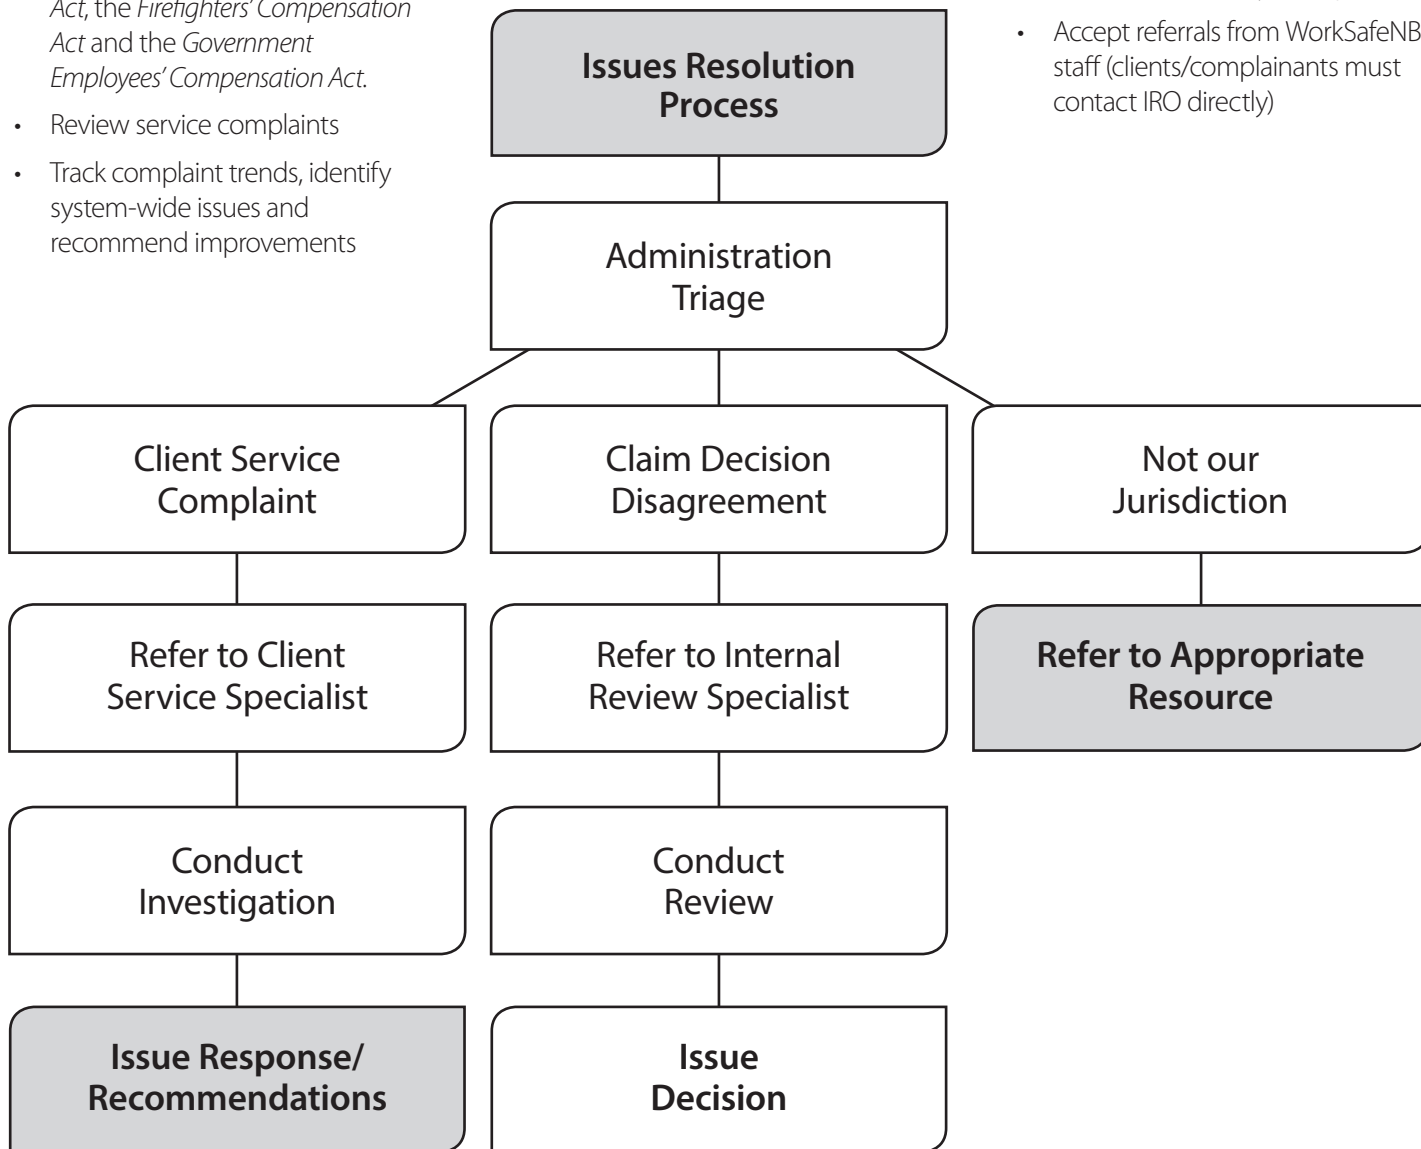 Act, the Firefighters' Compensation
Act and the Government
Employees' Compensation Act.
• Review service complaints
• Track complaint trends, identify
system-wide issues and
recommend improvements
• Accept referrals from WorkSafeNB
staff (clients/complainants must
contact IRO directly)
Issues Resolution
Process
Administration
Triage
Client Service
Complaint
Claim Decision
Disagreement
Not our
Jurisdiction
Refer to Client
Service Specialist
Refer to Internal
Review Specialist
Refer to Appropriate
Resource
Conduct
Investigation
Conduct
Review
Issue Response/
Recommendations
Issue
Decision